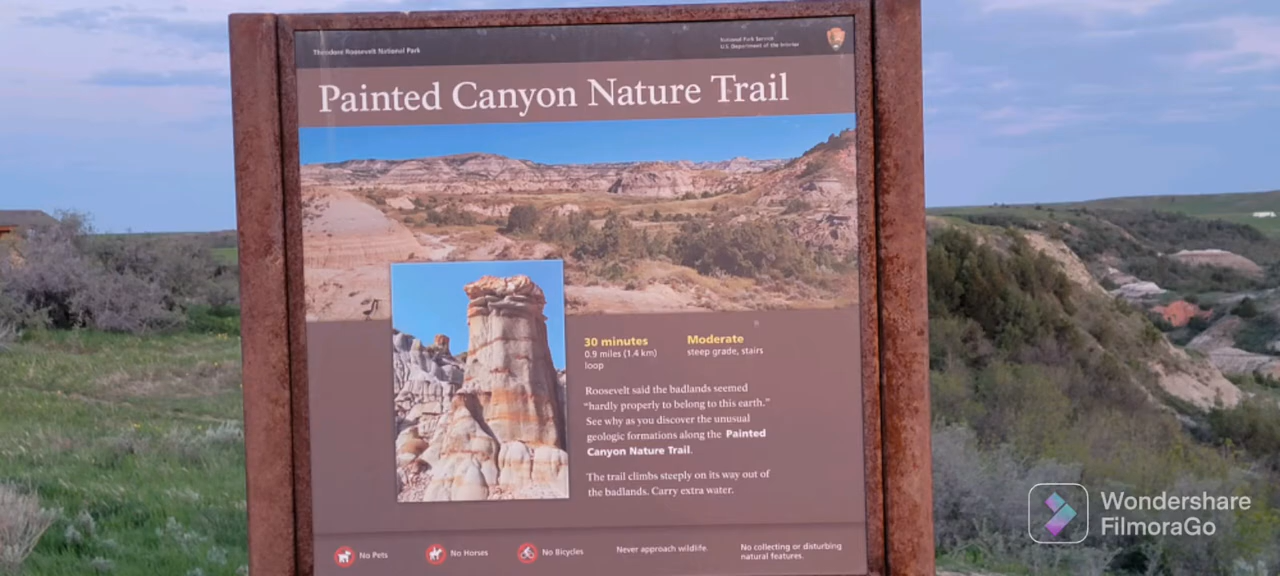 Theodore Roosevelt National Park
National Park Service
U.S. Department of the Interior
Painted Canyon Nature Trail
30 minutes
0.9 miles (1.4 km)
loop
Moderate
steep grade, stairs
Roosevelt said the badlands seemed
“hardly properly to belong to this earth.”
See why as you discover the unusual
geologic formations along the Painted
Canyon Nature Trail.
The trail climbs steeply on its way out of
the badlands. Carry extra water.
No Pets
No Horses
No Bicycles
Never approach wildlife.
No collecting or disturbing
natural features.
Wondershare
FilmoraGo